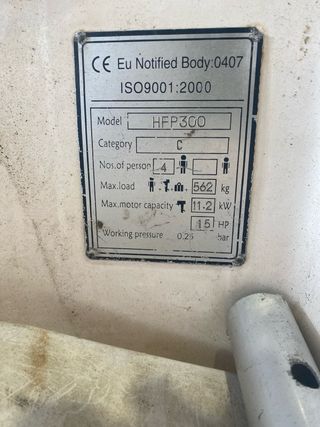 CE Eu Notified Body:0407
ISO9001:2000
Model HFP300
Category C
Nos.of person 4
Max.load 562 kg
Max.motor capacity 11.2 kW
15 HP
Working pressure 0.25 bar